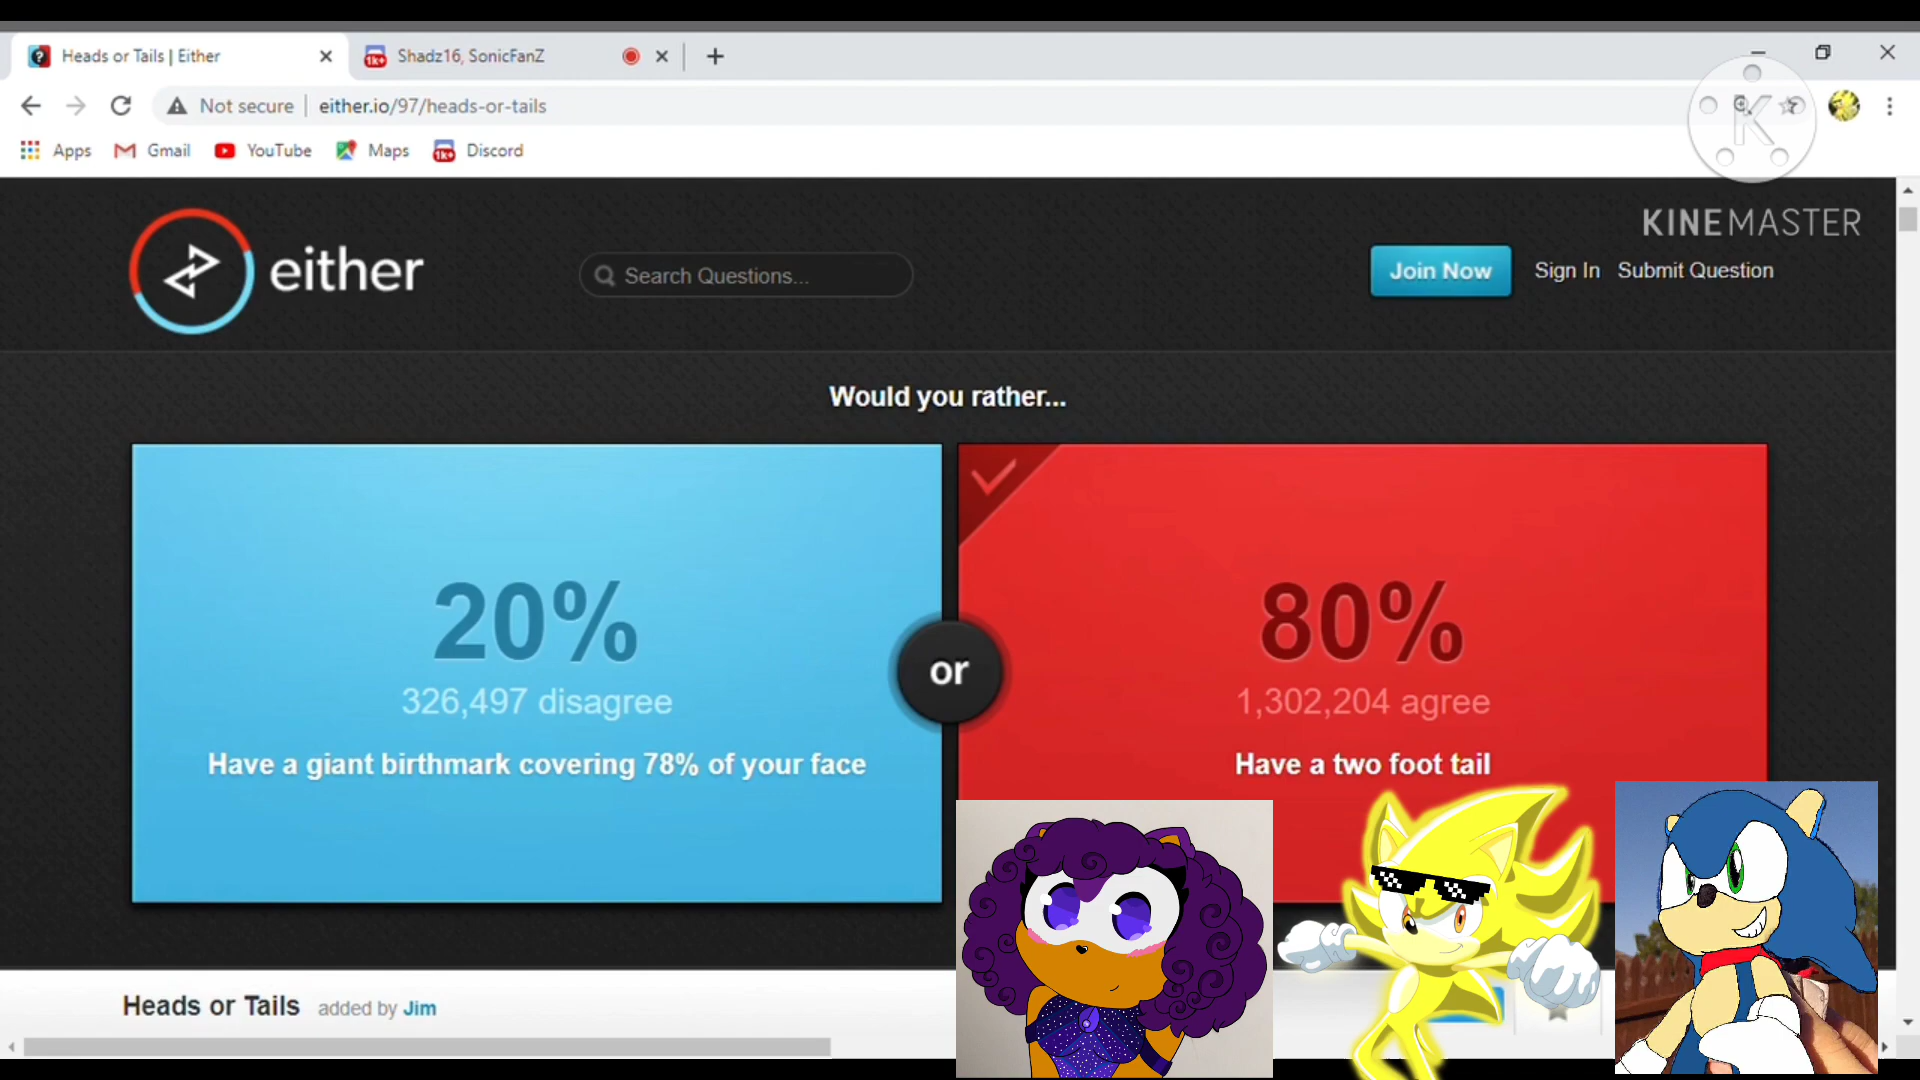 Heads or Tails | Either
Shadz16, SonicFanZ
Not secure
either.io/97/heads-or-tails
Apps
Gmail
YouTube
1k+
Maps
Discord
K
KINEMASTER
either
Search Questions...
Join Now
Sign In
Submit Question
Would you rather...
20%
326,497 disagree
Have a giant birthmark covering 78% of your face
or
80%
1,302,204 agree
Have a two foot tail
Heads or Tails added by Jim